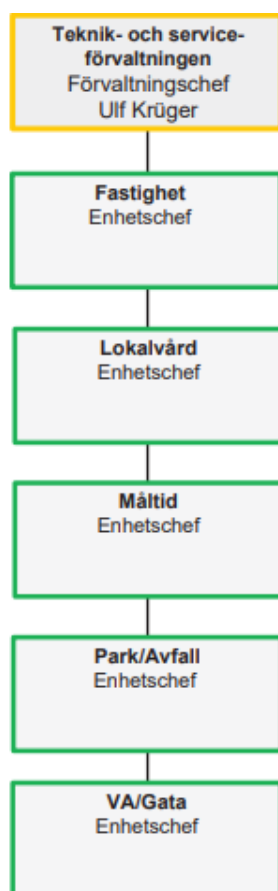 Teknik- och service-
förvaltningen
Förvaltningschef
Ulf Krüger
Fastighet
Enhetschef
Lokalvård
Enhetschef
Måltid
Enhetschef
Park/Avfall
Enhetschef
VA/Gata
Enhetschef